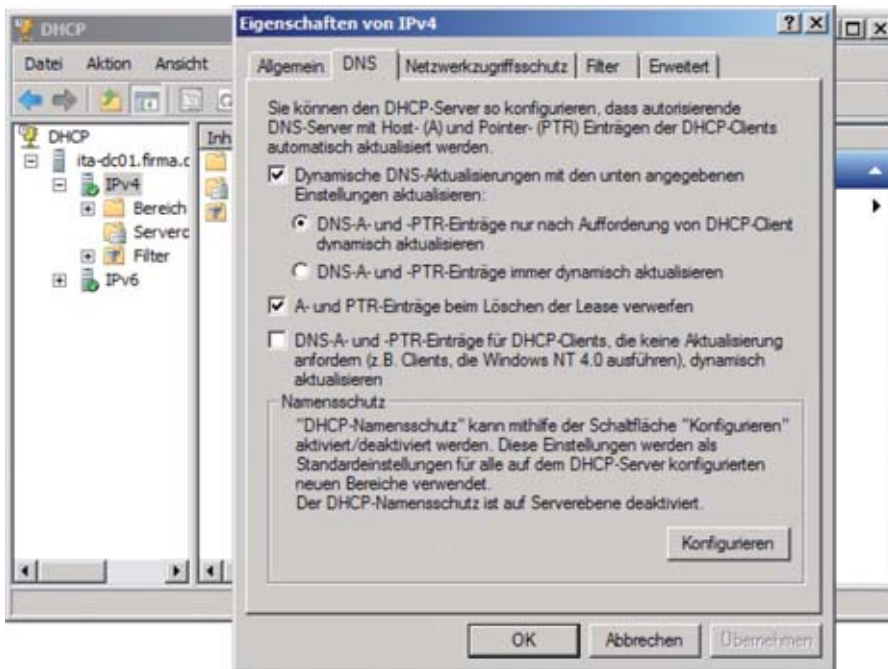 DHCP
Datei Aktion Ansicht
DHCP
ita-dc01.firma.c
IPv4
Bereich
Serverc
Filter
IPv6
Inh
Eigenschaften von IPv4
Allgemein DNS Netzwerkzugriffsschutz Filter Erweitert
Sie können den DHCP-Server so konfigurieren, dass autorisierende
DNS-Server mit Host- (A) und Pointer- (PTR) Einträgen der DHCP-Clients
automatisch aktualisiert werden.
Dynamische DNS-Aktualisierungen mit den unten angegebenen
Einstellungen aktualisieren:
DNS-A- und -PTR-Einträge nur nach Aufforderung von DHCP-Client
dynamisch aktualisieren
DNS-A- und -PTR-Einträge immer dynamisch aktualisieren
A- und PTR-Einträge beim Löschen der Lease verwerfen
DNS-A- und -PTR-Einträge für DHCP-Clients, die keine Aktualisierung
anfordern (z.B. Clients, die Windows NT 4.0 ausführen), dynamisch
aktualisieren
Namensschutz
"DHCP-Namensschutz" kann mithilfe der Schaltfläche "Konfigurieren"
aktiviert/deaktiviert werden. Diese Einstellungen werden als
Standardeinstellungen für alle auf dem DHCP-Server konfigurierten
neuen Bereiche verwendet.
Der DHCP-Namensschutz ist auf Serverebene deaktiviert.
Konfigurieren
OK Abbrechen Übernehmen